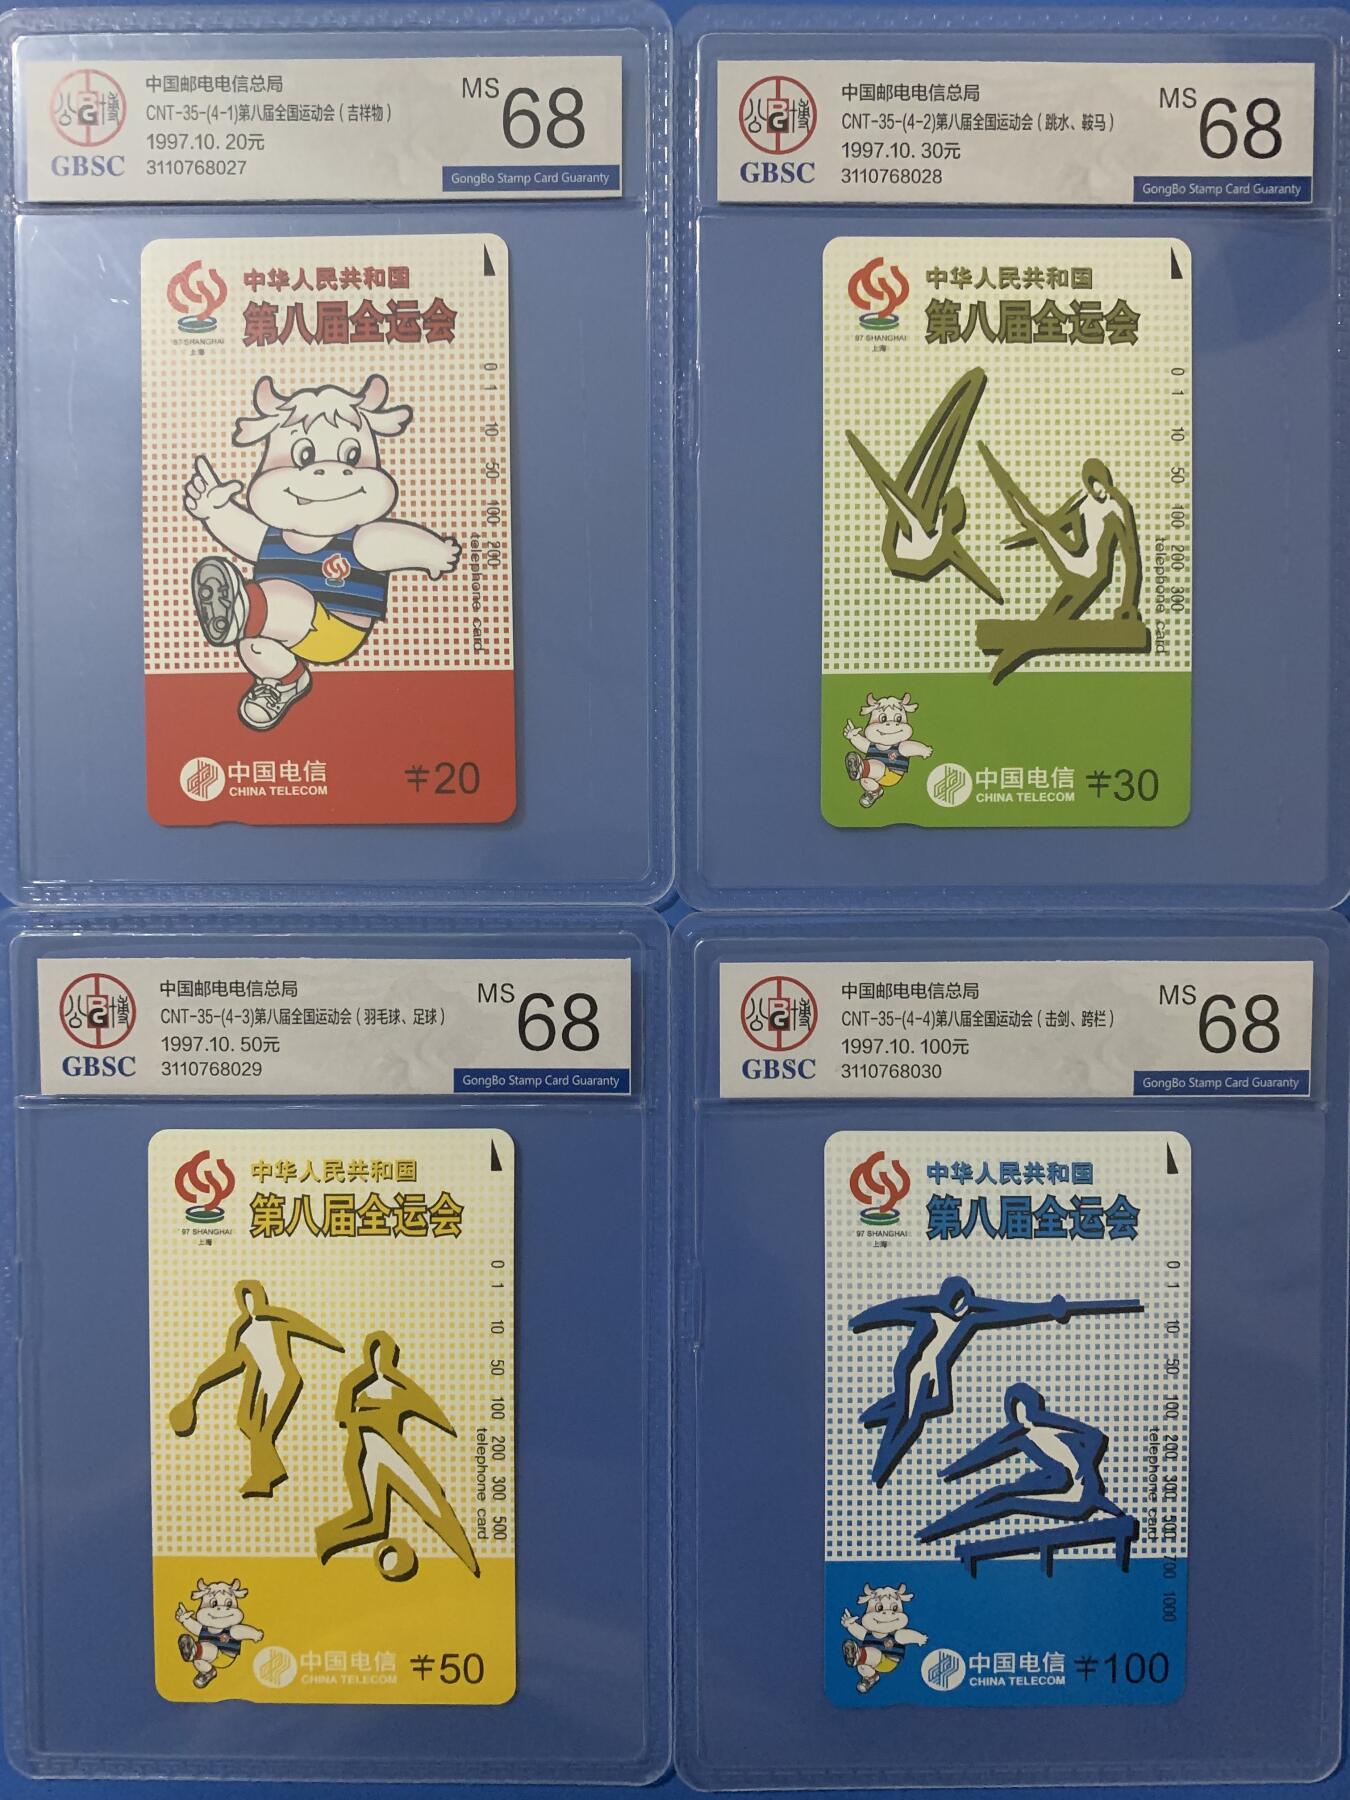 中国邮电电信总局
CNT-35-(4-1)第八届全国运动会（吉祥物）
1997.10. 20元
3110768027
MS 68
公 BG 博
GBSC
GongBo Stamp Card Guaranty
中华人民共和国
第八届全运会
'97 SHANGHAI
上海
0 1 10 50 100 200
telephone card
中国电信
CHINA TELECOM
¥20
中国邮电电信总局
CNT-35-(4-2)第八届全国运动会（跳水、鞍马）
1997.10. 30元
3110768028
MS 68
公 BG 博
GBSC
GongBo Stamp Card Guaranty
中华人民共和国
第八届全运会
'97 SHANGHAI
上海
0 1 10 50 100 200 300
telephone card
中国电信
CHINA TELECOM
¥30
中国邮电电信总局
CNT-35-(4-3)第八届全国运动会（羽毛球、足球）
1997.10. 50元
3110768029
MS 68
公 BG 博
GBSC
GongBo Stamp Card Guaranty
中华人民共和国
第八届全运会
'97 SHANGHAI
上海
0 1 10 50 100 200 300 500
telephone card
中国电信
CHINA TELECOM
¥50
中国邮电电信总局
CNT-35-(4-4)第八届全国运动会（击剑、跨栏）
1997.10. 100元
3110768030
MS 68
公 BG 博
GBSC
GongBo Stamp Card Guaranty
中华人民共和国
第八届全运会
'97 SHANGHAI
上海
0 1 10 50 100 200 300 500 700 1000
telephone card
中国电信
CHINA TELECOM
¥100